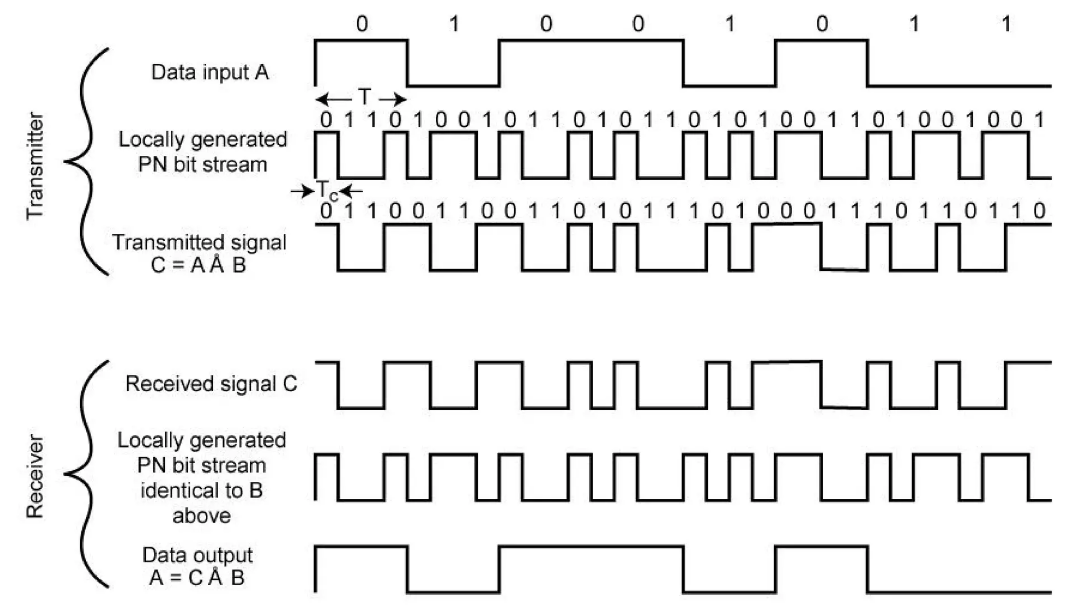 0 1 0 0 1 0 1 1
Data input A
T
0 1 1 0 1 0 0 1 0 1 1 0 1 0 1 1 0 1 0 1 0 0 1 1 0 1 0 0 1 0 0 1
Locally generated
PN bit stream
Tc
0 1 1 0 0 1 1 0 0 1 1 0 1 0 1 1 1 0 1 0 0 0 1 1 1 0 1 1 0 1 1 0
Transmitted signal
C = A Å B
Transmitter
Received signal C
Locally generated
PN bit stream
identical to B
above
Data output
A = C Å B
Receiver